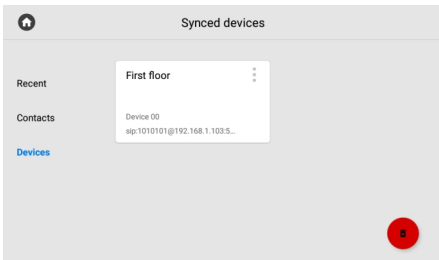 Synced devices
Recent
Contacts
Devices
First floor
Device 00
sip:1010101@192.168.1.103:5...